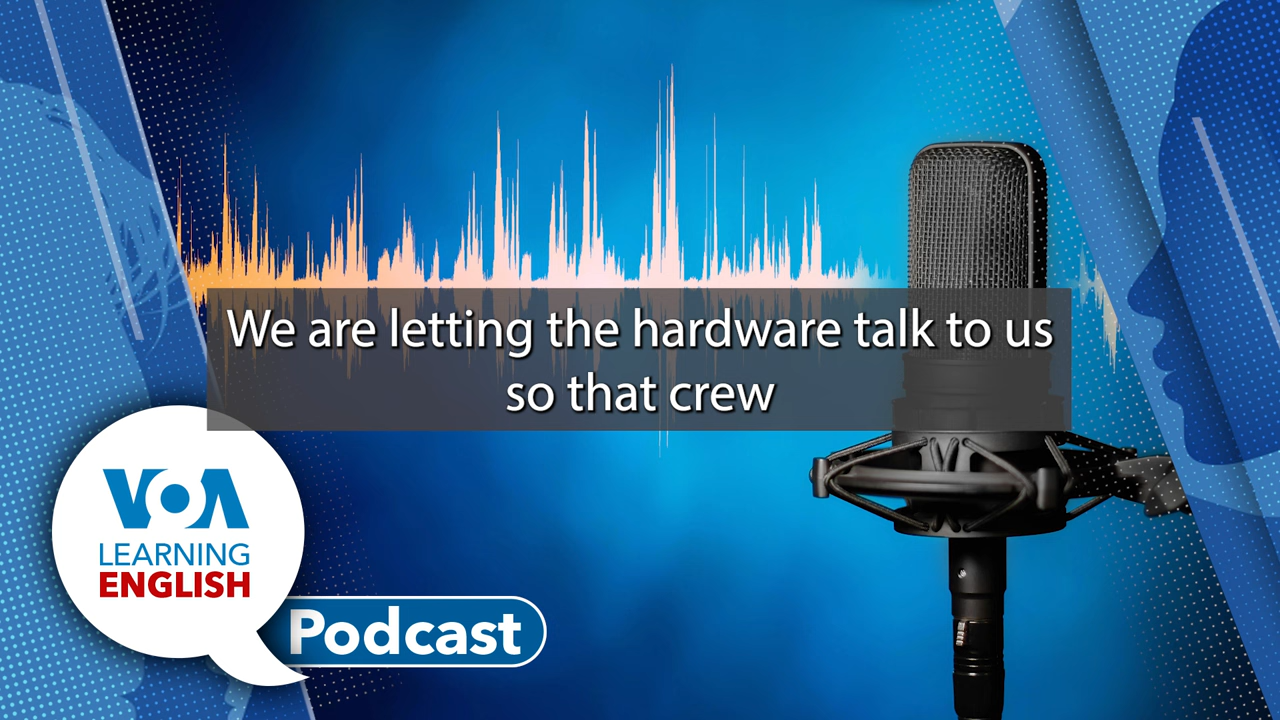 We are letting the hardware talk to us
so that crew
VOA
LEARNING
ENGLISH
Podcast